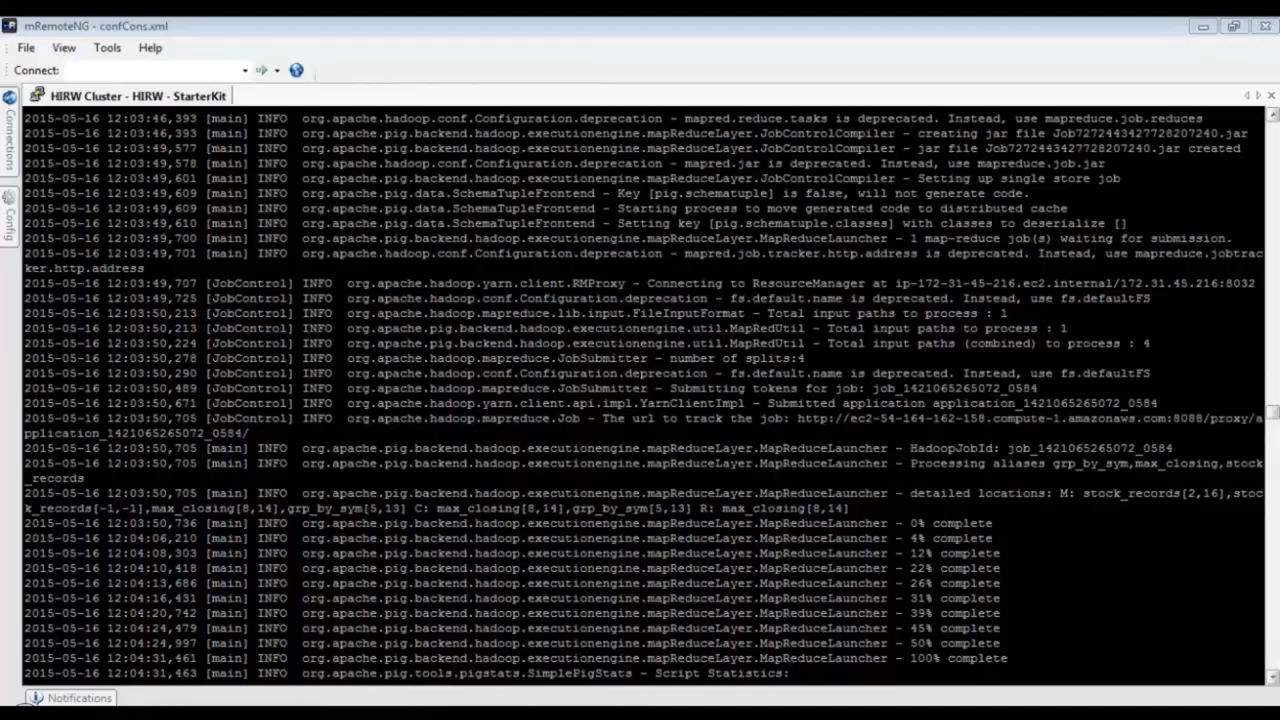 mRemoteNG - confCons.xml
File View Tools Help
Connect:
HIRW Cluster - HIRW - StarterKit
Connections
Config
2015-05-16 12:03:46,393 [main] INFO org.apache.hadoop.conf.Configuration.deprecation - mapred.reduce.tasks is deprecated. Instead, use mapreduce.job.reduces
2015-05-16 12:03:49,577 [main] INFO org.apache.pig.backend.hadoop.executionengine.mapReduceLayer.JobControlCompiler - creating jar file Job7272443427728207240.jar
2015-05-16 12:03:49,577 [main] INFO org.apache.pig.backend.hadoop.executionengine.mapReduceLayer.JobControlCompiler - jar file Job7272443427728207240.jar created
2015-05-16 12:03:49,578 [main] INFO org.apache.hadoop.conf.Configuration.deprecation - mapred.jar is deprecated. Instead, use mapreduce.job.jar
2015-05-16 12:03:49,601 [main] INFO org.apache.pig.backend.hadoop.executionengine.mapReduceLayer.JobControlCompiler - Setting up single store job
2015-05-16 12:03:49,609 [main] INFO org.apache.pig.data.SchemaTupleFrontend - Key [pig.schematuple] is false, will not generate code.
2015-05-16 12:03:49,609 [main] INFO org.apache.pig.data.SchemaTupleFrontend - Starting process to move generated code to distributed cache
2015-05-16 12:03:49,610 [main] INFO org.apache.pig.data.SchemaTupleFrontend - Setting key [pig.schematuple.classes] with classes to deserialize []
2015-05-16 12:03:49,700 [main] INFO org.apache.pig.backend.hadoop.executionengine.mapReduceLayer.MapReduceLauncher - 1 map-reduce job(s) waiting for submission.
2015-05-16 12:03:49,701 [main] INFO org.apache.hadoop.conf.Configuration.deprecation - mapred.job.tracker.http.address is deprecated. Instead, use mapreduce.jobtrac
ker.http.address
2015-05-16 12:03:49,707 [JobControl] INFO org.apache.hadoop.yarn.client.RMProxy - Connecting to ResourceManager at ip-172-31-45-216.ec2.internal/172.31.45.216:8032
2015-05-16 12:03:49,725 [JobControl] INFO org.apache.hadoop.conf.Configuration.deprecation - fs.default.name is deprecated. Instead, use fs.defaultFS
2015-05-16 12:03:50,213 [JobControl] INFO org.apache.hadoop.mapreduce.lib.input.FileInputFormat - Total input paths to process : 1
2015-05-16 12:03:50,213 [JobControl] INFO org.apache.pig.backend.hadoop.executionengine.util.MapRedUtil - Total input paths to process : 1
2015-05-16 12:03:50,224 [JobControl] INFO org.apache.pig.backend.hadoop.executionengine.util.MapRedUtil - Total input paths (combined) to process : 4
2015-05-16 12:03:50,278 [JobControl] INFO org.apache.hadoop.mapreduce.JobSubmitter - number of splits:4
2015-05-16 12:03:50,290 [JobControl] INFO org.apache.hadoop.conf.Configuration.deprecation - fs.default.name is deprecated. Instead, use fs.defaultFS
2015-05-16 12:03:50,489 [JobControl] INFO org.apache.hadoop.mapreduce.JobSubmitter - Submitting tokens for job: job_1421065265072_0584
2015-05-16 12:03:50,671 [JobControl] INFO org.apache.hadoop.yarn.client.api.impl.YarnClientImpl - Submitted application application_1421065265072_0584
2015-05-16 12:03:50,705 [JobControl] INFO org.apache.hadoop.mapreduce.Job - The url to track the job: http://ec2-54-164-162-158.compute-1.amazonaws.com:8088/proxy/a
pplication_1421065265072_0584/
2015-05-16 12:03:50,705 [main] INFO org.apache.pig.backend.hadoop.executionengine.mapReduceLayer.MapReduceLauncher - HadoopJobId: job_1421065265072_0584
2015-05-16 12:03:50,705 [main] INFO org.apache.pig.backend.hadoop.executionengine.mapReduceLayer.MapReduceLauncher - Processing aliases grp_by_sym,max_closing,stock
_records
2015-05-16 12:03:50,705 [main] INFO org.apache.pig.backend.hadoop.executionengine.mapReduceLayer.MapReduceLauncher - detailed locations: M: stock_records[2,16],stoc
k_records[-1,-1],max_closing[8,14],grp_by_sym[5,13] C: max_closing[8,14],grp_by_sym[5,13] R: max_closing[8,14]
2015-05-16 12:03:50,736 [main] INFO org.apache.pig.backend.hadoop.executionengine.mapReduceLayer.MapReduceLauncher - 0% complete
2015-05-16 12:04:06,210 [main] INFO org.apache.pig.backend.hadoop.executionengine.mapReduceLayer.MapReduceLauncher - 4% complete
2015-05-16 12:04:08,303 [main] INFO org.apache.pig.backend.hadoop.executionengine.mapReduceLayer.MapReduceLauncher - 12% complete
2015-05-16 12:04:10,418 [main] INFO org.apache.pig.backend.hadoop.executionengine.mapReduceLayer.MapReduceLauncher - 22% complete
2015-05-16 12:04:13,686 [main] INFO org.apache.pig.backend.hadoop.executionengine.mapReduceLayer.MapReduceLauncher - 26% complete
2015-05-16 12:04:16,431 [main] INFO org.apache.pig.backend.hadoop.executionengine.mapReduceLayer.MapReduceLauncher - 31% complete
2015-05-16 12:04:20,742 [main] INFO org.apache.pig.backend.hadoop.executionengine.mapReduceLayer.MapReduceLauncher - 39% complete
2015-05-16 12:04:24,479 [main] INFO org.apache.pig.backend.hadoop.executionengine.mapReduceLayer.MapReduceLauncher - 45% complete
2015-05-16 12:04:24,997 [main] INFO org.apache.pig.backend.hadoop.executionengine.mapReduceLayer.MapReduceLauncher - 50% complete
2015-05-16 12:04:31,461 [main] INFO org.apache.pig.backend.hadoop.executionengine.mapReduceLayer.MapReduceLauncher - 100% complete
2015-05-16 12:04:31,463 [main] INFO org.apache.pig.tools.pigstats.SimplePigStats - Script Statistics:
Notifications